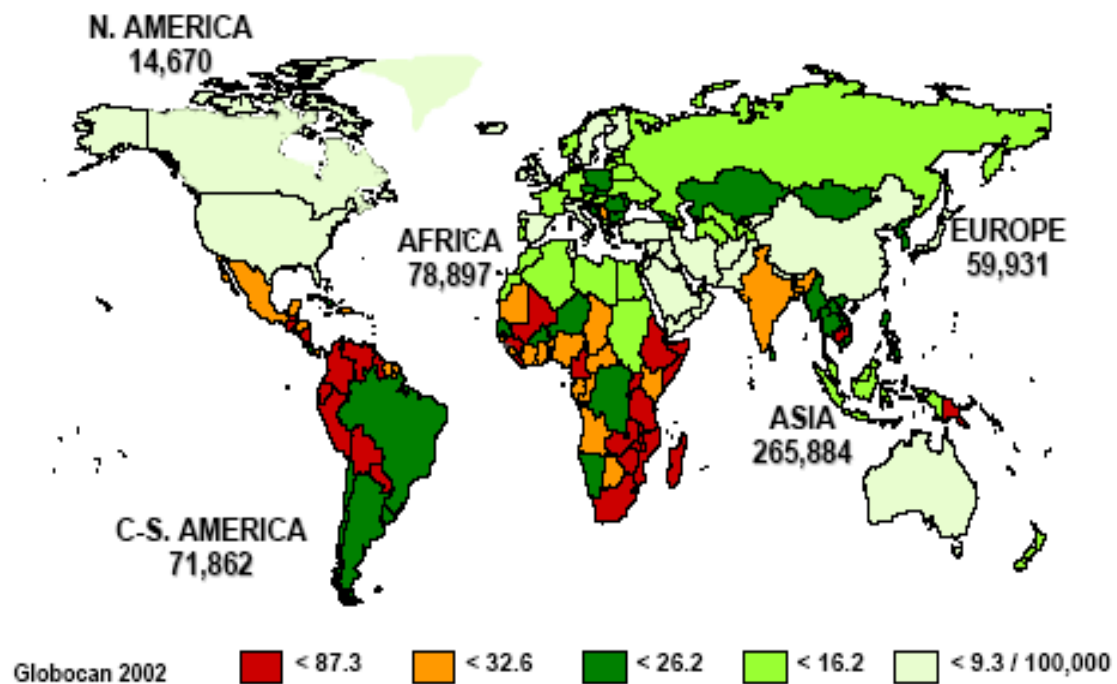 N. AMERICA
14,670
AFRICA
78,897
EUROPE
59,931
ASIA
265,884
C-S. AMERICA
71,862
Globocan 2002
< 87.3
< 32.6
< 26.2
< 16.2
< 9.3 / 100,000